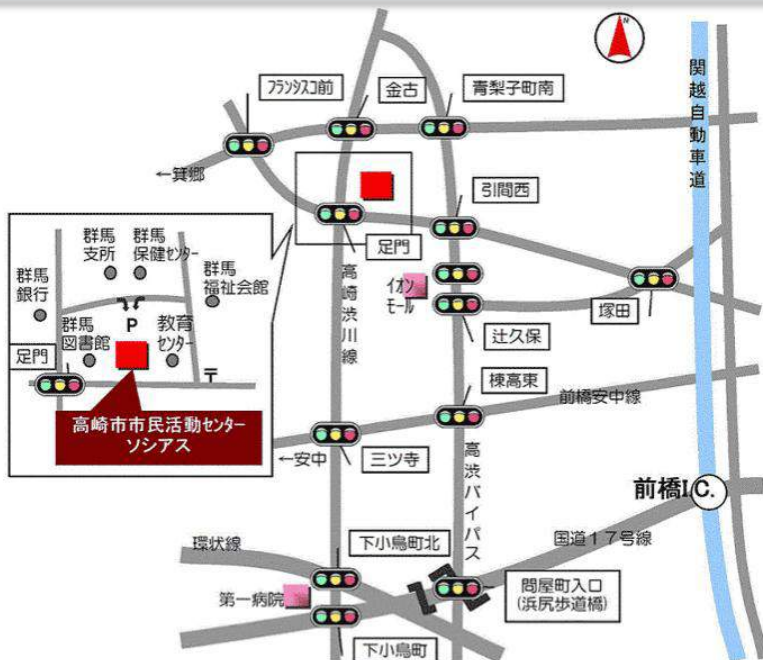 N
フランシスコ前
金古
青梨子町南
関越自動車道
←箕郷
引間西
足門
群馬
支所
群馬
保健センター
群馬
銀行
群馬
福祉会館
P
群馬
図書館
教育
センター
足門
〒
高崎市市民活動センター
ソシアス
高崎渋川線
イオン
モール
辻久保
塚田
棟高東
前橋安中線
←安中
三ツ寺
高渋バイパス
前橋I.C.
環状線
下小鳥町北
国道17号線
第一病院
問屋町入口
(浜尻歩道橋)
下小鳥町